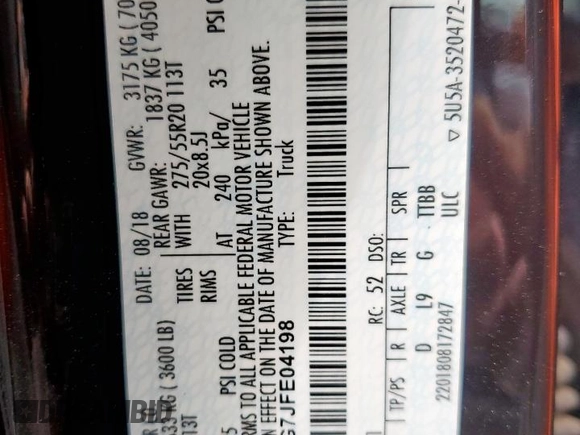 DATE: 08/18 GVWR: 3175 KG ( 70
REAR GAWR: 1837 KG ( 4050
33 KG ( 3600 LB)
TIRES WITH 275/55R20 113T
13T
RIMS 20x8.5J
5 PSI COLD AT 240 kPa/ 35 PSI C
RMS TO ALL APPLICABLE FEDERAL MOTOR VEHICLE
N EFFECT ON THE DATE OF MANUFACTURE SHOWN ABOVE.
G7JFE04198 TYPE: Truck
RC: 52 DSO:
TP/PS R AXLE TR SPR
D L9 G TTBB
2201808172847 ULC
▽ 5U5A-3520472-